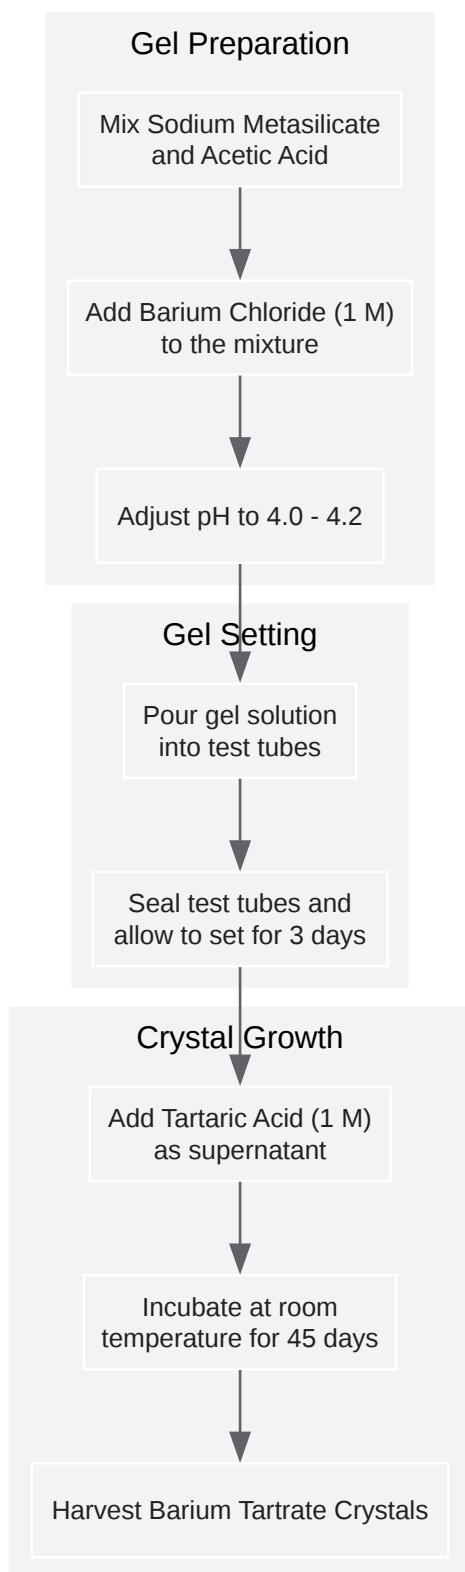 Gel Preparation
Mix Sodium Metasilicate
and Acetic Acid
Add Barium Chloride (1 M)
to the mixture
Adjust pH to 4.0 - 4.2
Gel Setting
Pour gel solution
into test tubes
Seal test tubes and
allow to set for 3 days
Crystal Growth
Add Tartaric Acid (1 M)
as supernatant
Incubate at room
temperature for 45 days
Harvest Barium Tartrate Crystals